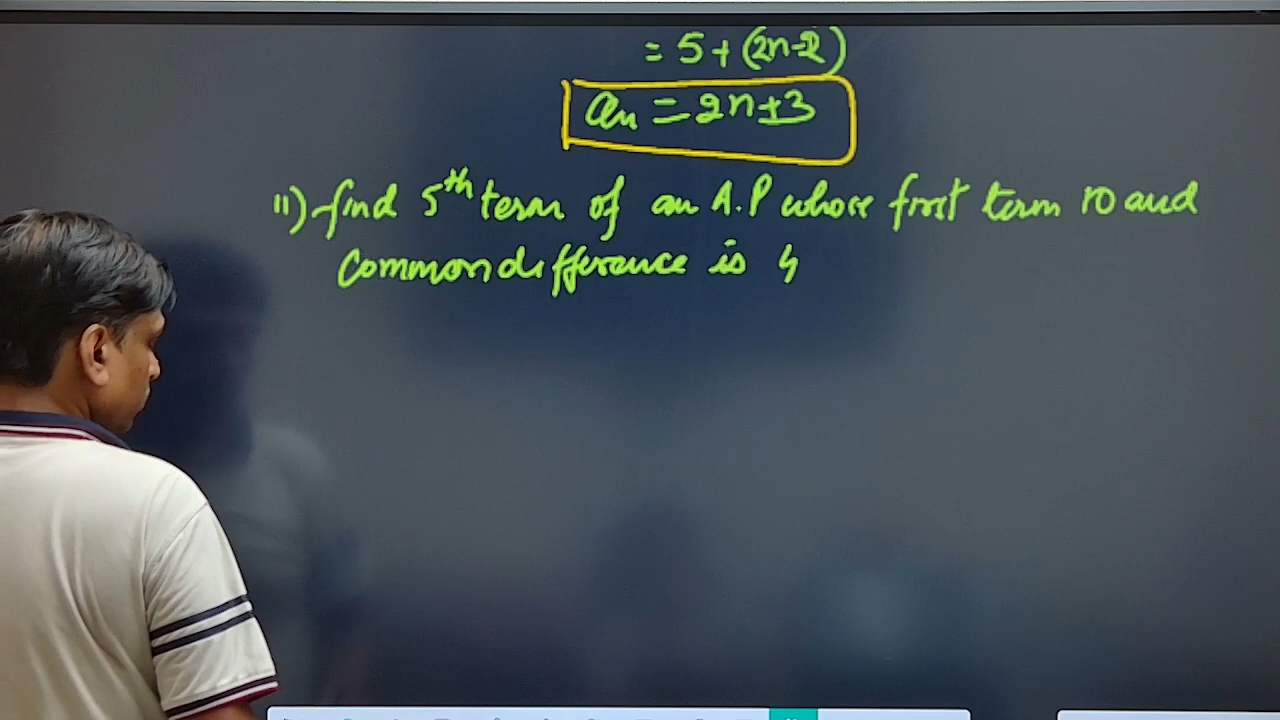 = 5 + (2n-2)
an = 2n+3
11) find 5th term of an A.P whose first term 10 and
common difference is 4